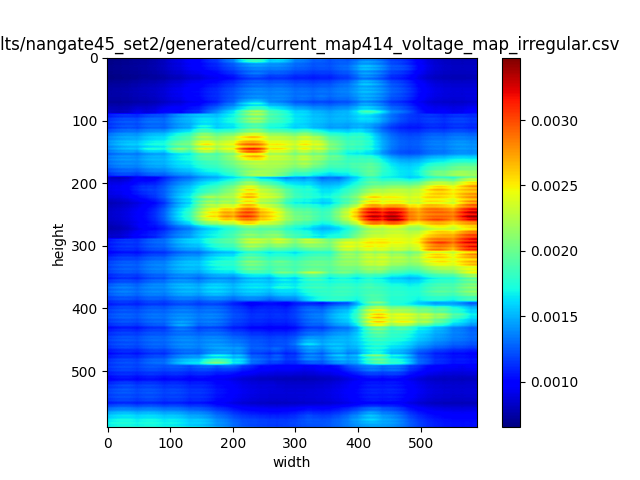 lts/nangate45_set2/generated/current_map414_voltage_map_irregular.csv
0
100
200
300
400
500
height
0 100 200 300 400 500
width
0.0030
0.0025
0.0020
0.0015
0.0010